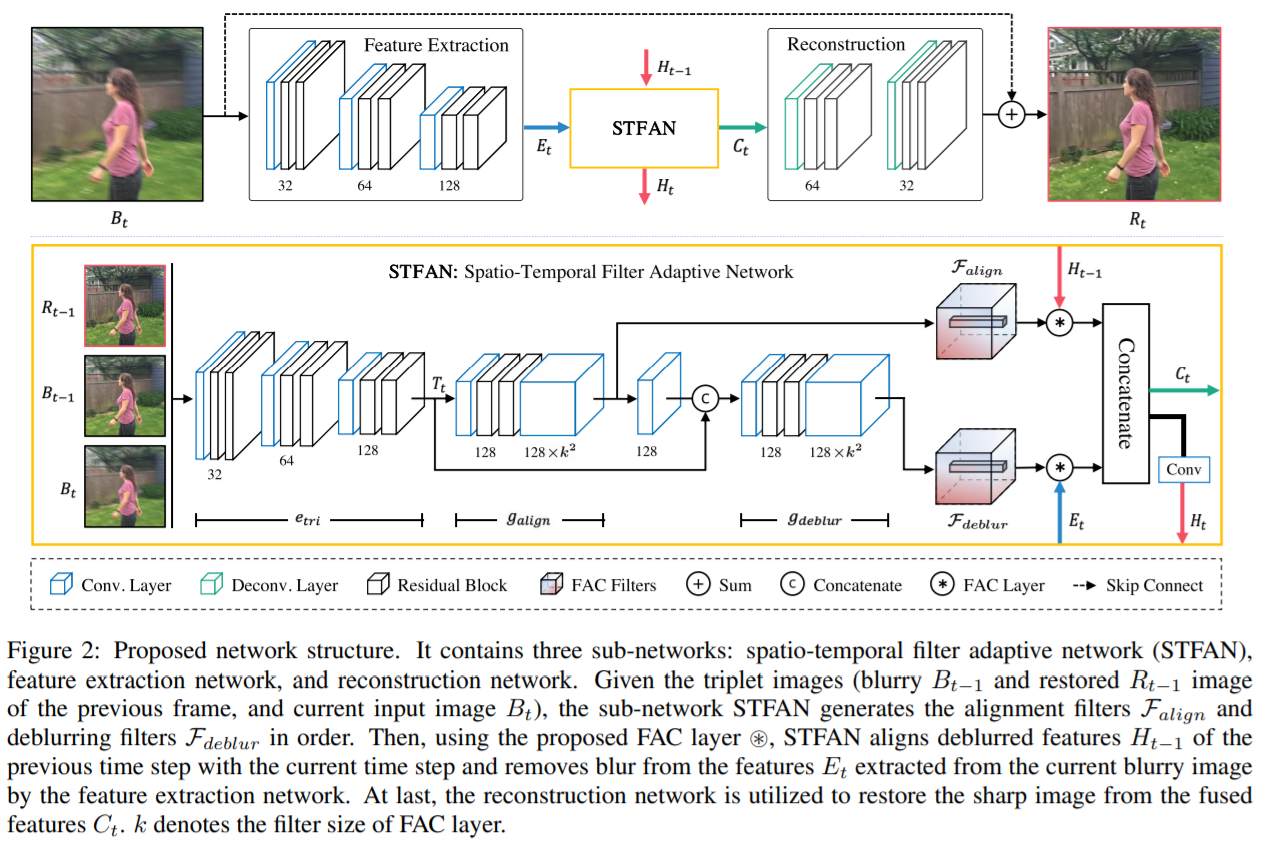 Feature Extraction
Reconstruction
H_{t-1}
STFAN
E_t
C_t
H_t
32
64
128
64
32
B_t
R_t
STFAN: Spatio-Temporal Filter Adaptive Network
\mathcal{F}_{align}
H_{t-1}
R_{t-1}
B_{t-1}
B_t
T_t
C
Concatenate
C_t
32
64
128
128
128×k²
128
128
128×k²
Conv
e_{tri}
g_{align}
g_{deblur}
\mathcal{F}_{deblur}
E_t
H_t
Conv. Layer
Deconv. Layer
Residual Block
FAC Filters
Sum
C
Concatenate
FAC Layer
Skip Connect
Figure 2: Proposed network structure. It contains three sub-networks: spatio-temporal filter adaptive network (STFAN),
feature extraction network, and reconstruction network. Given the triplet images (blurry B_{t-1} and restored R_{t-1} image
of the previous frame, and current input image B_t), the sub-network STFAN generates the alignment filters \mathcal{F}_{align} and
deblurring filters \mathcal{F}_{deblur} in order. Then, using the proposed FAC layer ⊛, STFAN aligns deblurred features H_{t-1} of the
previous time step with the current time step and removes blur from the features E_t extracted from the current blurry image
by the feature extraction network. At last, the reconstruction network is utilized to restore the sharp image from the fused
features C_t. k denotes the filter size of FAC layer.